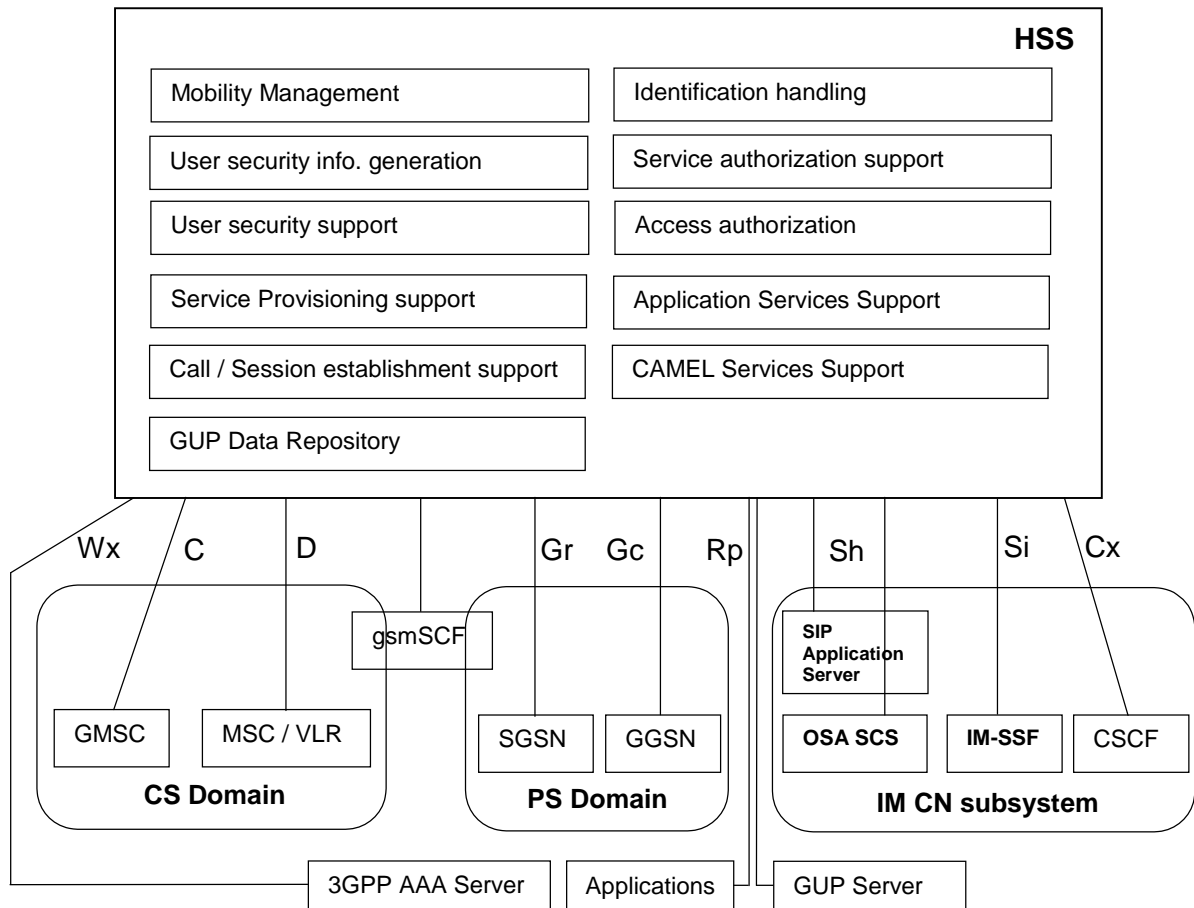 HSS
Mobility Management
Identification handling
User security info. generation
Service authorization support
User security support
Access authorization
Service Provisioning support
Application Services Support
Call / Session establishment support
CAMEL Services Support
GUP Data Repository
Wx
C
D
Gr
Gc
Rp
Sh
Si
Cx
gsmSCF
SIP
Application
Server
GMSC
MSC / VLR
SGSN
GGSN
OSA SCS
IM-SSF
CSCF
CS Domain
PS Domain
IM CN subsystem
3GPP AAA Server
Applications
GUP Server